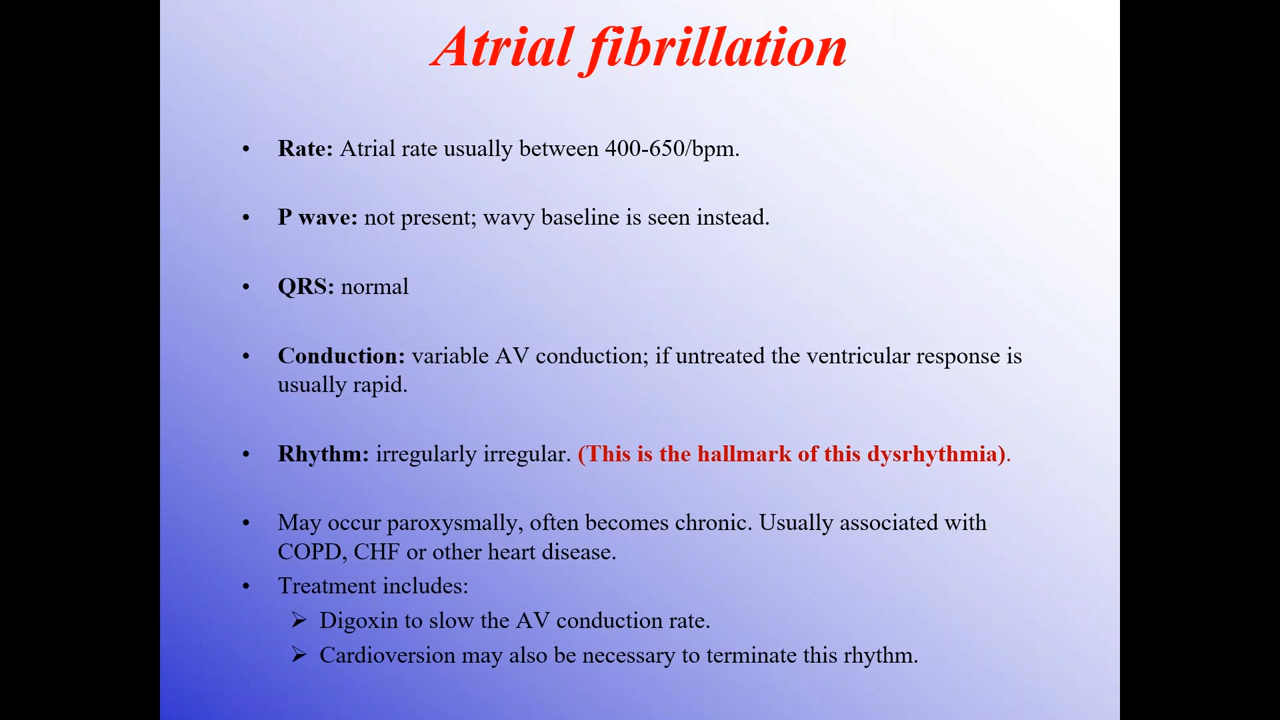 Atrial fibrillation
• Rate: Atrial rate usually between 400-650/bpm.
• P wave: not present; wavy baseline is seen instead.
• QRS: normal
• Conduction: variable AV conduction; if untreated the ventricular response is
usually rapid.
• Rhythm: irregularly irregular. (This is the hallmark of this dysrhythmia).
• May occur paroxysmally, often becomes chronic. Usually associated with
COPD, CHF or other heart disease.
• Treatment includes:
➢ Digoxin to slow the AV conduction rate.
➢ Cardioversion may also be necessary to terminate this rhythm.